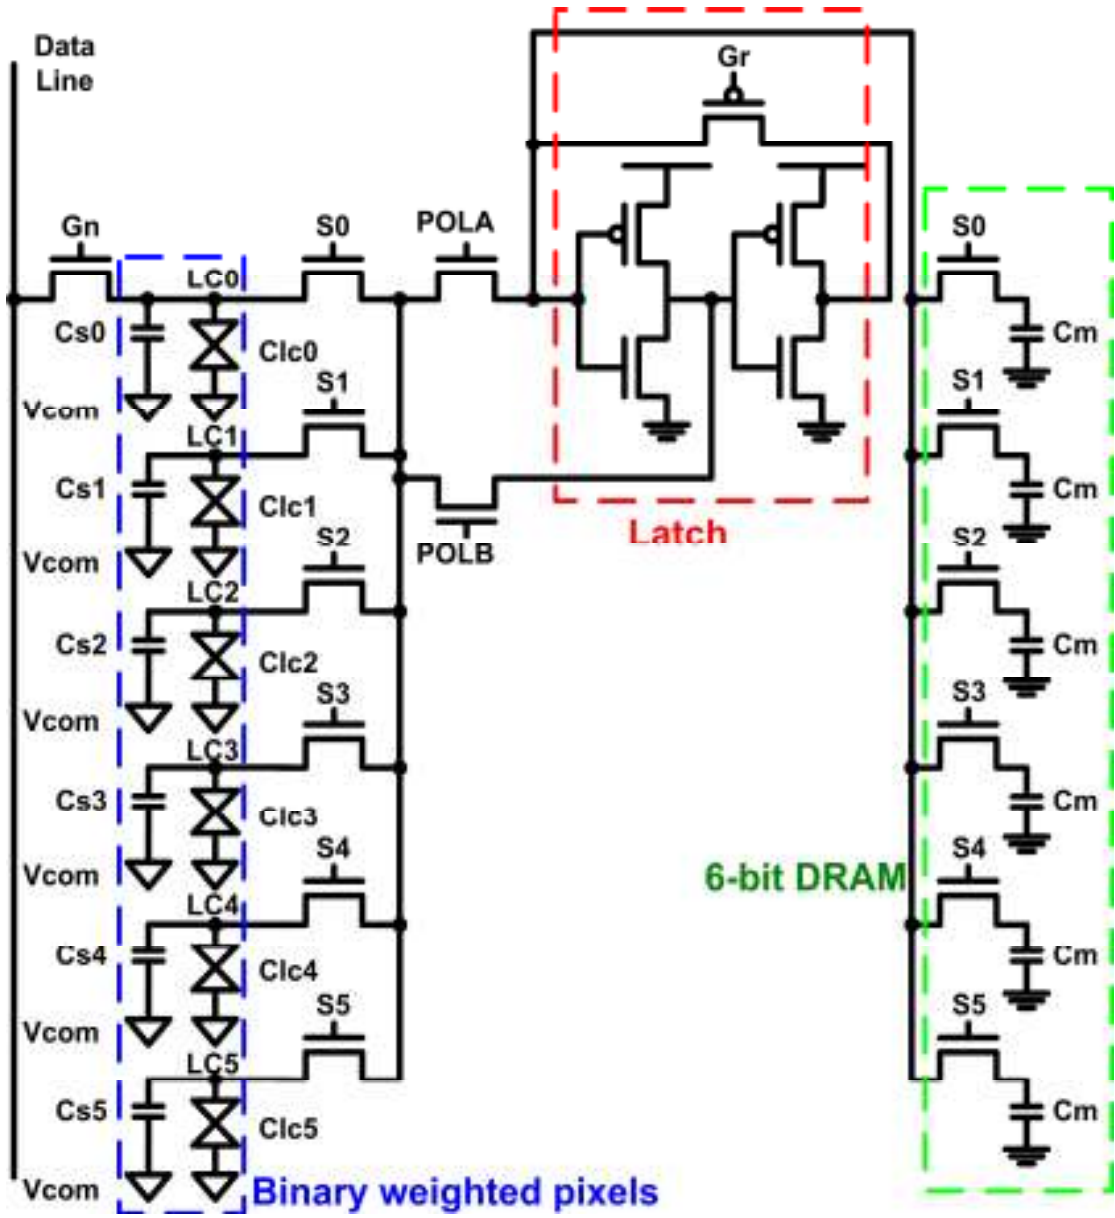 Data
Line
Gr
Gn
S0
POLA
S0
LC0
Cs0
Clc0
Cm
Vcom
S1
S1
LC1
Cs1
Clc1
Cm
Latch
Vcom
S2
POLB
S2
LC2
Cs2
Clc2
Cm
Vcom
S3
S3
LC3
Cs3
Clc3
Cm
Vcom
S4
6-bit DRAM
S4
LC4
Cs4
Clc4
Cm
Vcom
S5
S5
LC5
Cs5
Clc5
Cm
Vcom
Binary weighted pixels